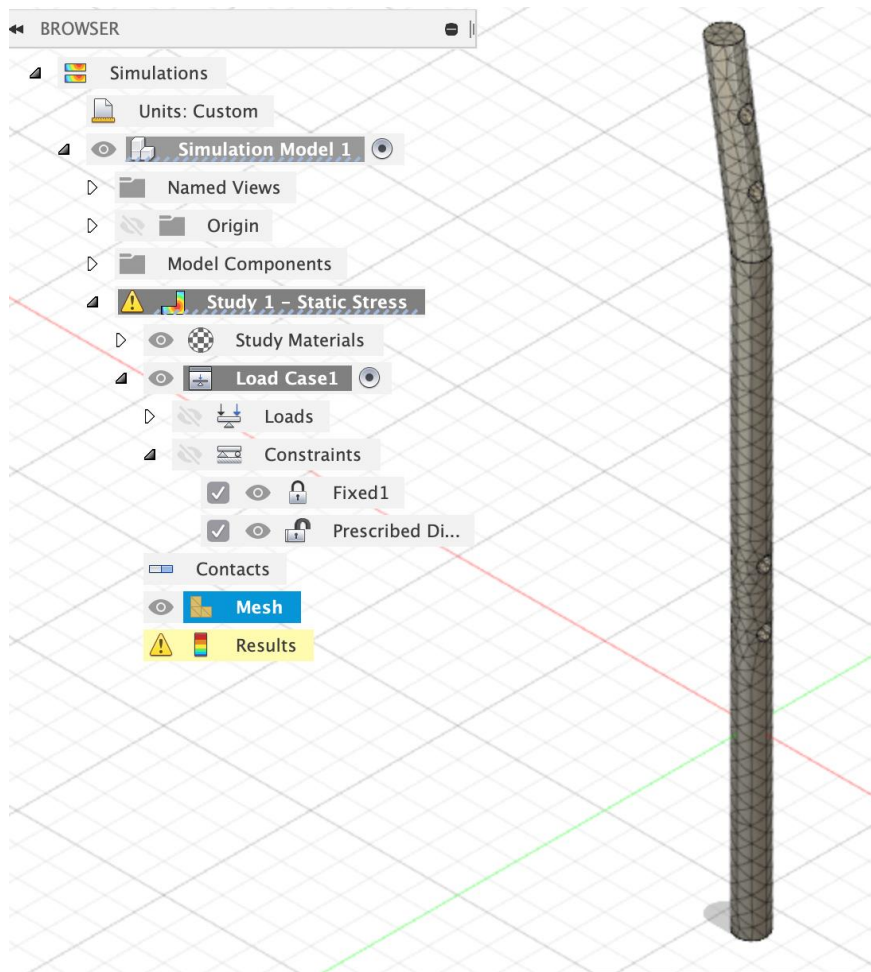 BROWSER
Simulations
Units: Custom
Simulation Model 1
Named Views
Origin
Model Components
Study 1 - Static Stress
Study Materials
Load Case1
Loads
Constraints
Fixed1
Prescribed Di...
Contacts
Mesh
Results